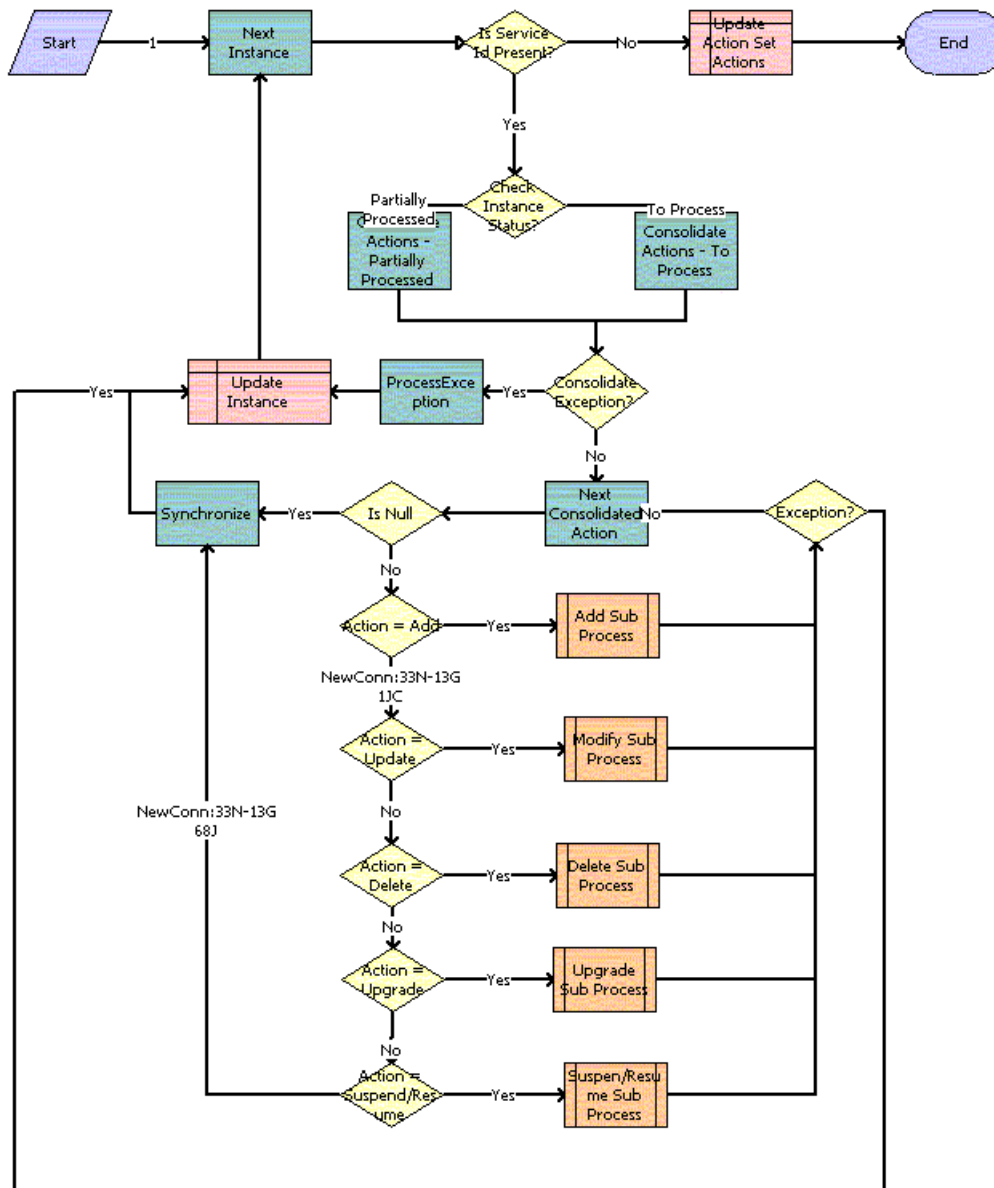 Start
1
Next
Instance
Is Service
Id Present?
No
Update
Action Set
Actions
End
Yes
Check
Instance
Status?
Partially
Processed
Actions -
Partially
Processed
To Process
Consolidate
Actions - To
Process
Yes
Update
Instance
ProcessExce
ption
Yes
Consolidate
Exception?
No
Synchronize
Yes
Is Null
Next
Consolidated
Action
No
Exception?
No
Action = Add
Yes
Add Sub
Process
NewConn:33N-13G
1JC
Action =
Update
Yes
Modify Sub
Process
NewConn:33N-13G
68J
No
Action =
Delete
Yes
Delete Sub
Process
No
Action =
Upgrade
Yes
Upgrade
Sub Process
No
Action =
Suspend/Res
ume
Yes
Suspen/Resu
me Sub
Process